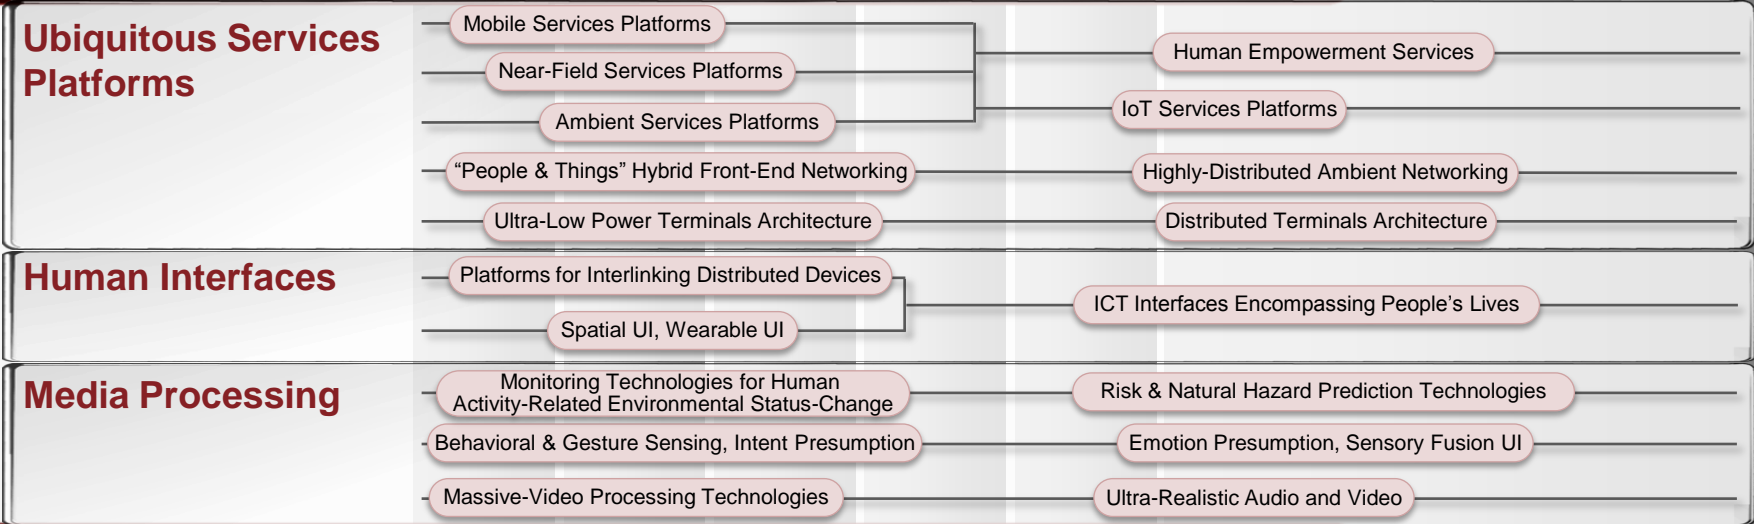 Ubiquitous Services
Platforms
Mobile Services Platforms
Near-Field Services Platforms
Ambient Services Platforms
Human Empowerment Services
IoT Services Platforms
“People & Things” Hybrid Front-End Networking
Highly-Distributed Ambient Networking
Ultra-Low Power Terminals Architecture
Distributed Terminals Architecture
Human Interfaces
Platforms for Interlinking Distributed Devices
Spatial UI, Wearable UI
ICT Interfaces Encompassing People’s Lives
Media Processing
Monitoring Technologies for Human
Activity-Related Environmental Status-Change
Risk & Natural Hazard Prediction Technologies
Behavioral & Gesture Sensing, Intent Presumption
Emotion Presumption, Sensory Fusion UI
Massive-Video Processing Technologies
Ultra-Realistic Audio and Video